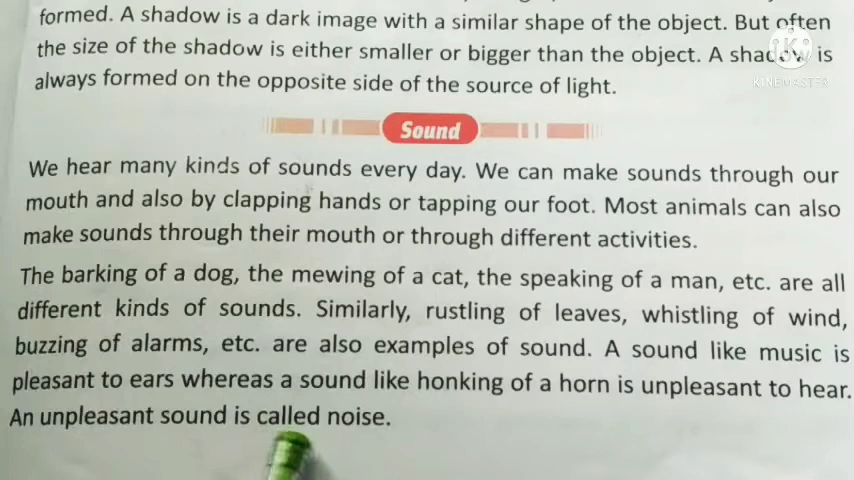 formed. A shadow is a dark image with a similar shape of the object. But often
the size of the shadow is either smaller or bigger than the object. A shadow is
always formed on the opposite side of the source of light.
KINEMASTER
Sound
We hear many kinds of sounds every day. We can make sounds through our
mouth and also by clapping hands or tapping our foot. Most animals can also
make sounds through their mouth or through different activities.
The barking of a dog, the mewing of a cat, the speaking of a man, etc. are all
different kinds of sounds. Similarly, rustling of leaves, whistling of wind,
buzzing of alarms, etc. are also examples of sound. A sound like music is
pleasant to ears whereas a sound like honking of a horn is unpleasant to hear.
An unpleasant sound is called noise.